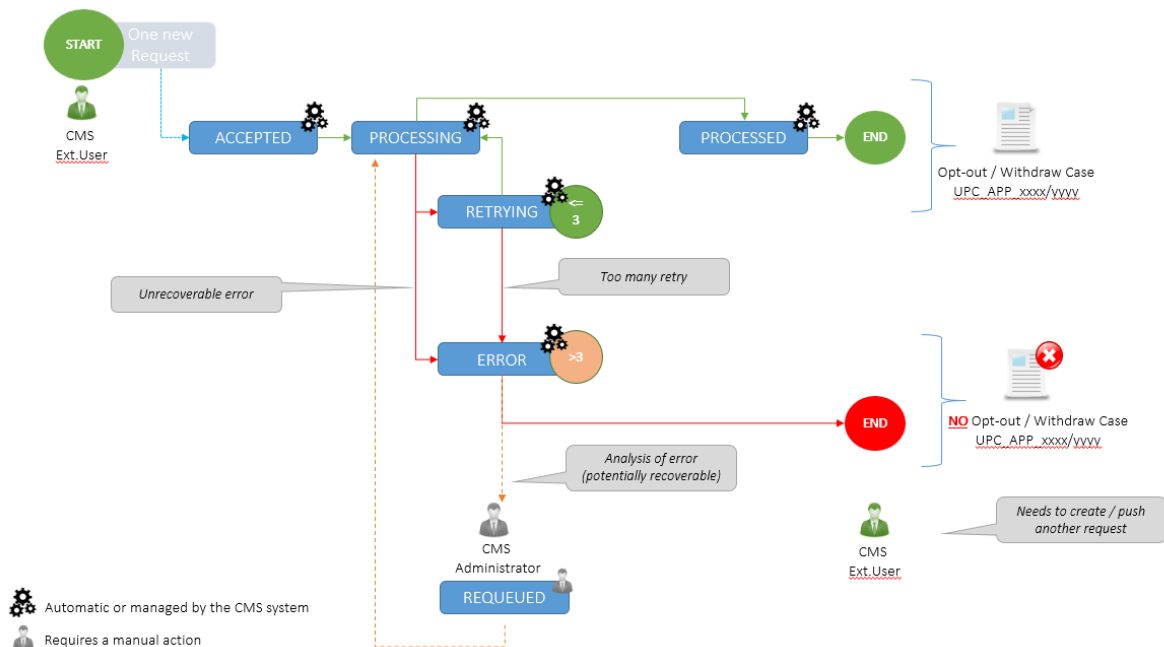 START
One new
Request
CMS
Ext.User
ACCEPTED
PROCESSING
PROCESSED
END
Opt-out / Withdraw Case
UPC_APP_xxxx/yyyy
RETRYING
<=
3
Unrecoverable error
Too many retry
ERROR
>3
END
NO Opt-out / Withdraw Case
UPC_APP_xxxx/yyyy
Analysis of error
(potentially recoverable)
CMS
Administrator
REQUEUED
Needs to create / push
another request
CMS
Ext.User
Automatic or managed by the CMS system
Requires a manual action